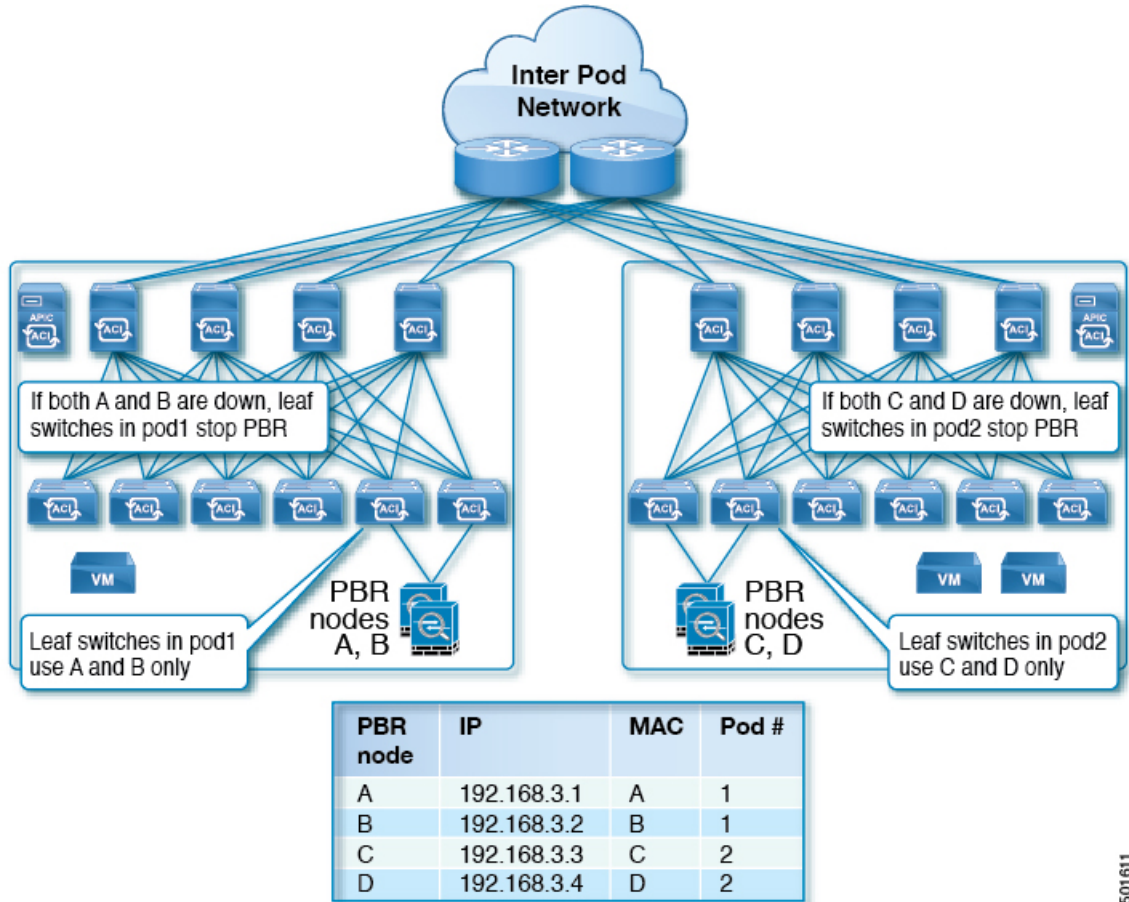 Inter Pod
Network
APIC
ACI
ACI
ACI
ACI
ACI
ACI
ACI
ACI
ACI
APIC
ACI
If both A and B are down, leaf
switches in pod1 stop PBR
If both C and D are down, leaf
switches in pod2 stop PBR
ACI
ACI
ACI
ACI
ACI
ACI
ACI
ACI
ACI
ACI
ACI
ACI
VM
PBR
nodes
A, B
PBR
nodes
C, D
VM
VM
Leaf switches in pod1
use A and B only
Leaf switches in pod2
use C and D only
PBR node IP MAC Pod #
A 192.168.3.1 A 1
B 192.168.3.2 B 1
C 192.168.3.3 C 2
D 192.168.3.4 D 2
501611